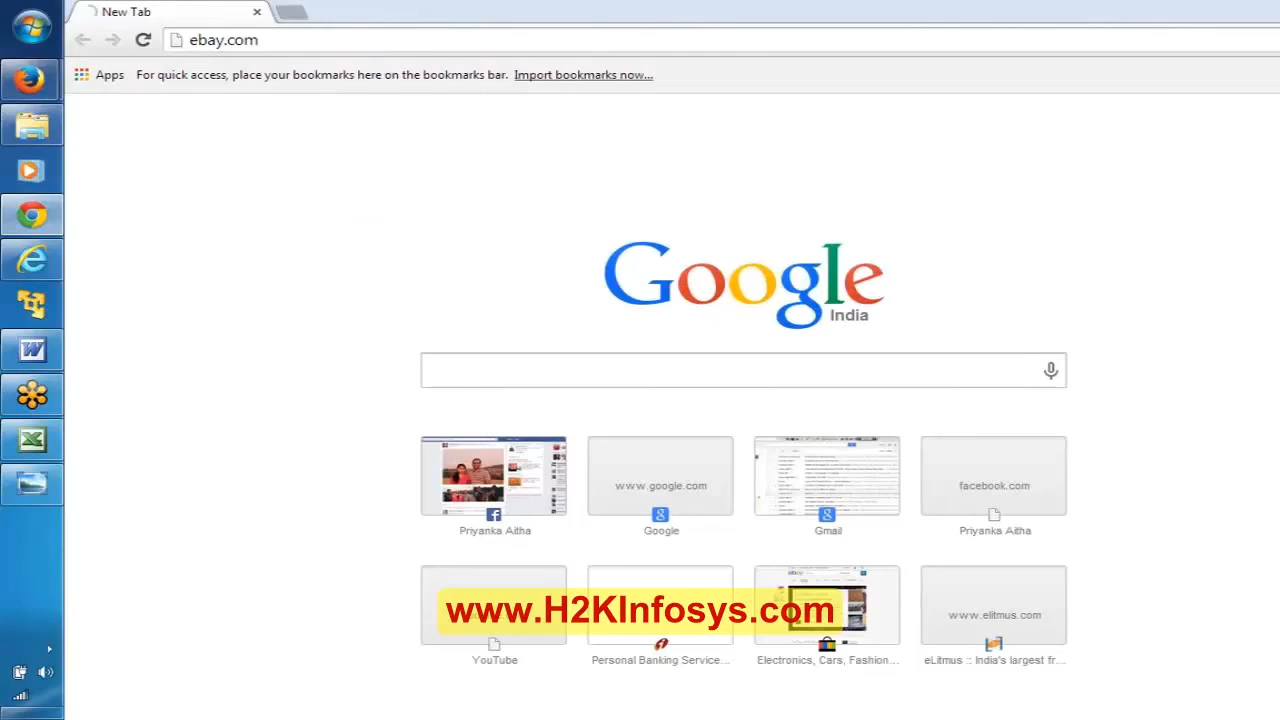 New Tab
ebay.com
Apps For quick access, place your bookmarks here on the bookmarks bar. Import bookmarks now...
Google
India
www.google.com
facebook.com
Priyanka Aitha
Google
Gmail
Priyanka Aitha
www.H2KInfosys.com
www.elitmus.com
YouTube
Personal Banking Service...
Electronics, Cars, Fashion...
eLitmus :: India's largest fr...